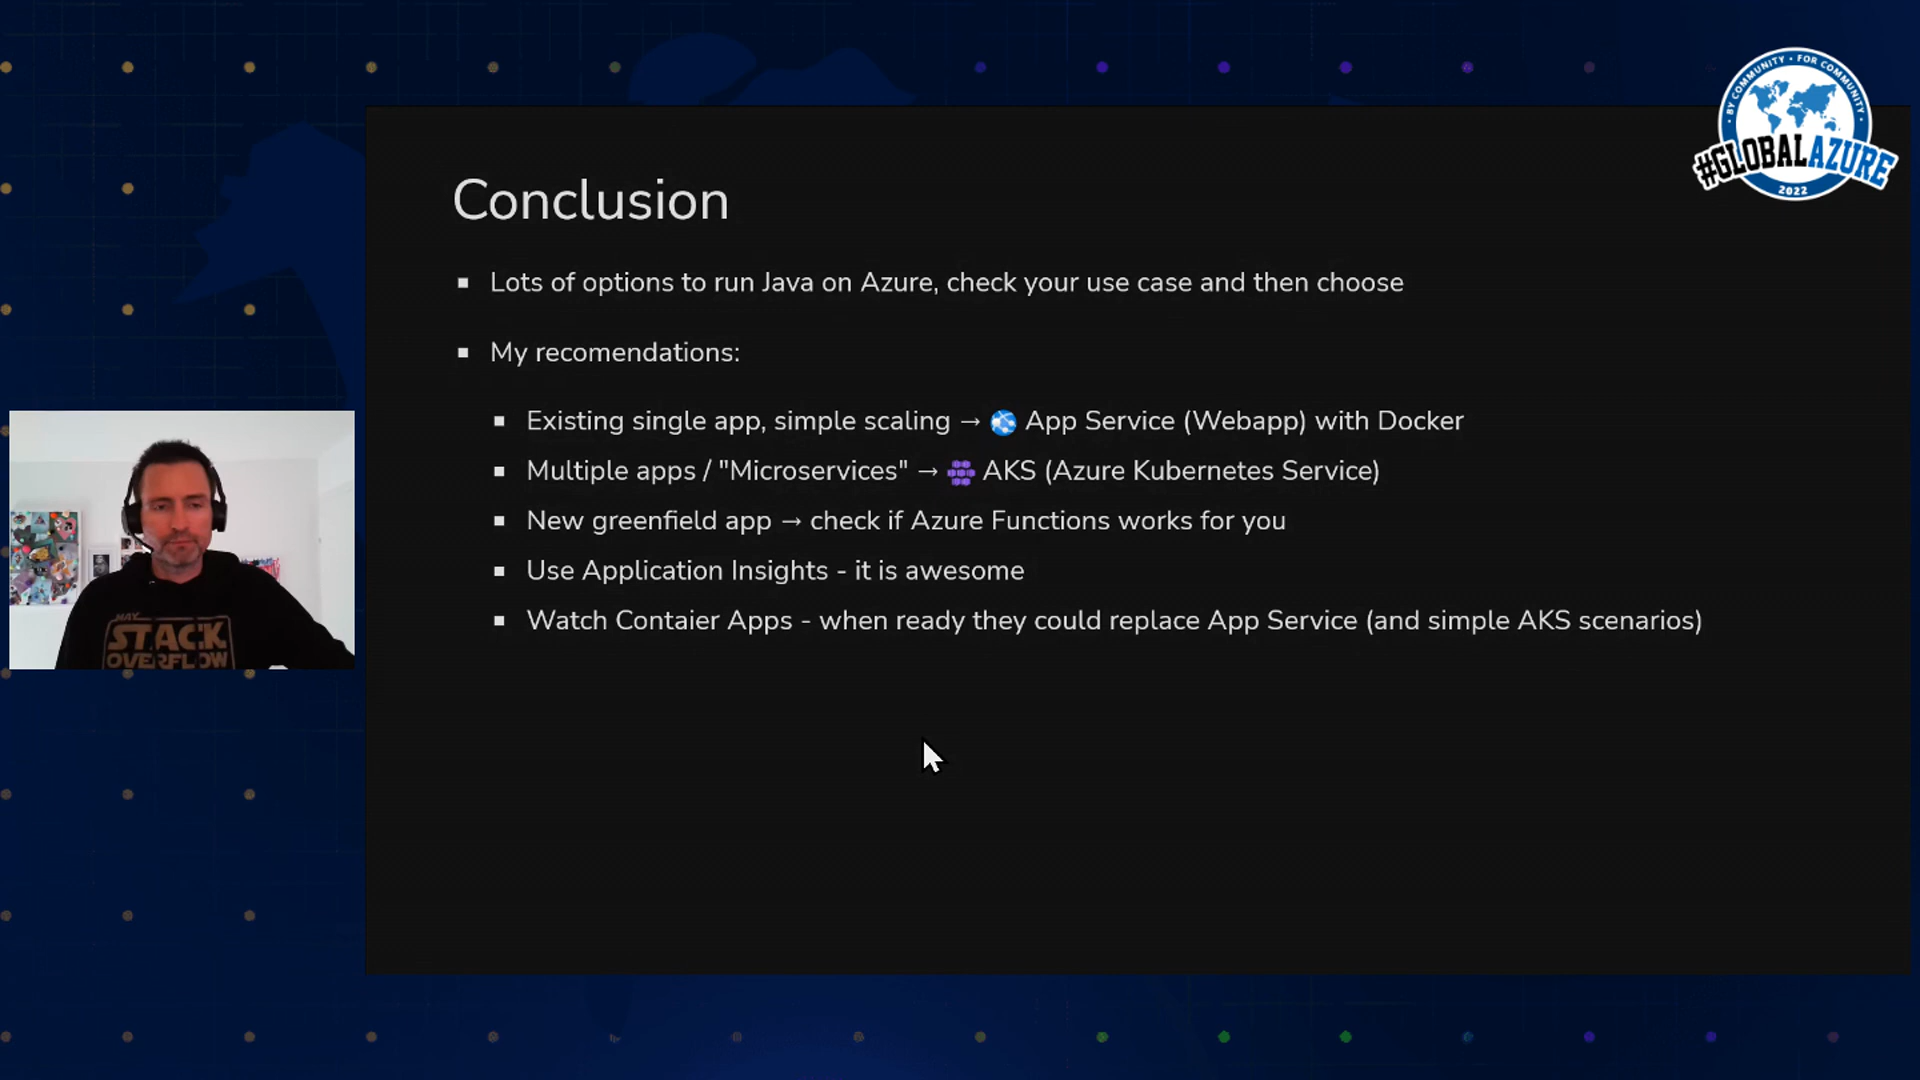 BY COMMUNITY • FOR COMMUNITY
#GLOBALAZURE
2022
Conclusion
Lots of options to run Java on Azure, check your use case and then choose
My recomendations:
Existing single app, simple scaling → App Service (Webapp) with Docker
Multiple apps / "Microservices" → AKS (Azure Kubernetes Service)
New greenfield app → check if Azure Functions works for you
Use Application Insights - it is awesome
Watch Contaier Apps - when ready they could replace App Service (and simple AKS scenarios)
MAY
STACK
OVERFLOW